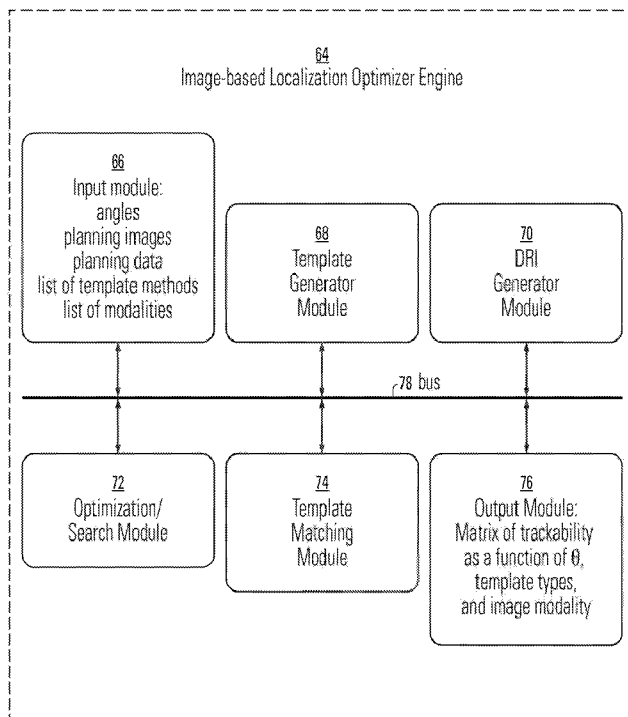 64
Image-based Localization Optimizer Engine
66
Input module:
angles
planning images
planning data
list of template methods
list of modalities
68
Template
Generator
Module
70
DRI
Generator
Module
78 bus
72
Optimization/
Search Module
74
Template
Matching
Module
76
Output Module:
Matrix of trackability
as a function of θ,
template types,
and image modality